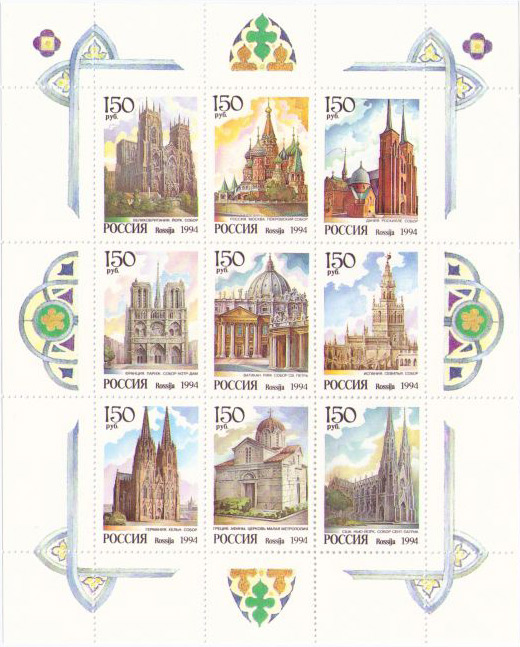 150 руб.
ВЕЛИКОБРИТАНИЯ. ЙОРК. СОБОР
РОССИЯ Rossija 1994
150 руб.
РОССИЯ. МОСКВА. ПОКРОВСКИЙ СОБОР
РОССИЯ Rossija 1994
150 руб.
ДАНИЯ. РОСКИЛЛЕ. СОБОР
РОССИЯ Rossija 1994
150 руб.
ФРАНЦИЯ. ПАРИЖ. СОБОР НОТР-ДАМ
РОССИЯ Rossija 1994
150 руб.
ВАТИКАН. РИМ. СОБОР СВ. ПЕТРА
РОССИЯ Rossija 1994
150 руб.
ИСПАНИЯ. СЕВИЛЬЯ. СОБОР
РОССИЯ Rossija 1994
150 руб.
ГЕРМАНИЯ. КЕЛЬН. СОБОР
РОССИЯ Rossija 1994
150 руб.
ГРЕЦИЯ. АФИНЫ. ЦЕРКОВЬ МАЛАЯ МЕТРОПОЛИЯ
РОССИЯ Rossija 1994
150 руб.
США. НЬЮ-ЙОРК. СОБОР СЕНТ-ПАТРИК
РОССИЯ Rossija 1994